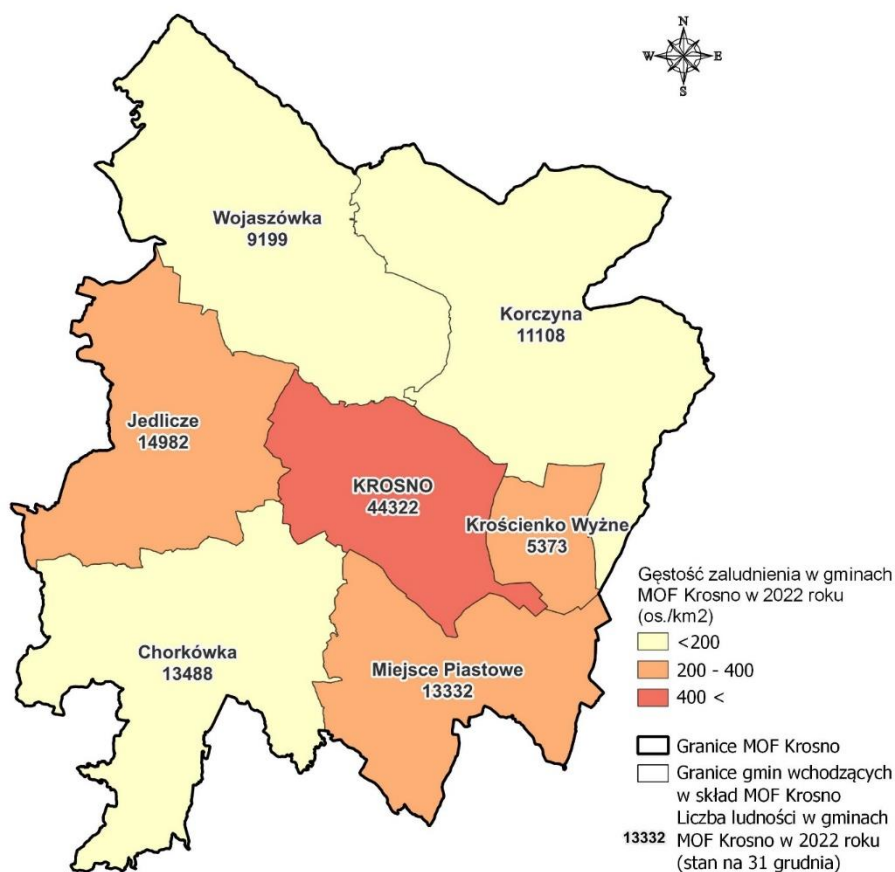 N
W E
S
Wojaszówka
9199
Korczyna
11108
Jedlicze
14982
KROSNO
44322
Krościenko Wyżne
5373
Chorkówka
13488
Miejsce Piastowe
13332
Gęstość zaludnienia w gminach
MOF Krosno w 2022 roku
(os./km2)
<200
200 - 400
400 <
Granice MOF Krosno
Granice gmin wchodzących
w skład MOF Krosno
Liczba ludności w gminach
13332 MOF Krosno w 2022 roku
(stan na 31 grudnia)